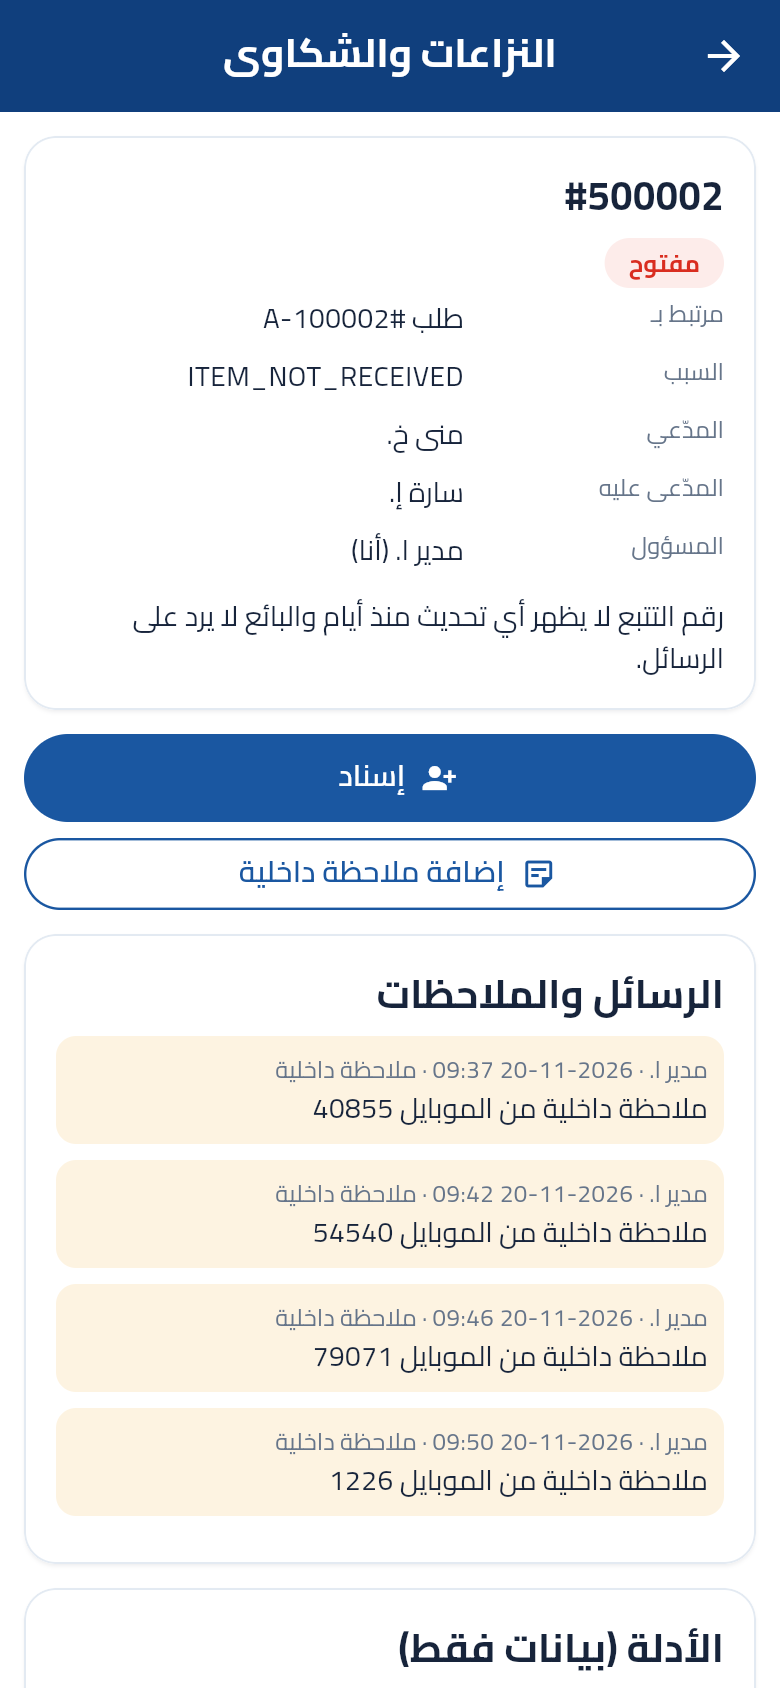 النزاعات والشكاوى
#500002
مفتوح
مرتبط بـ
طلب #A-100002
السبب
ITEM_NOT_RECEIVED
المدّعي
منى خ.
المدّعى عليه
سارة إ.
المسؤول
مدير ا. (أنا)
رقم التتبع لا يظهر أي تحديث منذ أيام والبائع لا يرد على
الرسائل.
إسناد
إضافة ملاحظة داخلية
الرسائل والملاحظات
مدير ا. · 20-11-2026 09:37 · ملاحظة داخلية
ملاحظة داخلية من الموبايل 40855
مدير ا. · 20-11-2026 09:42 · ملاحظة داخلية
ملاحظة داخلية من الموبايل 54540
مدير ا. · 20-11-2026 09:46 · ملاحظة داخلية
ملاحظة داخلية من الموبايل 79071
مدير ا. · 20-11-2026 09:50 · ملاحظة داخلية
ملاحظة داخلية من الموبايل 1226
الأدلة (بيانات فقط)